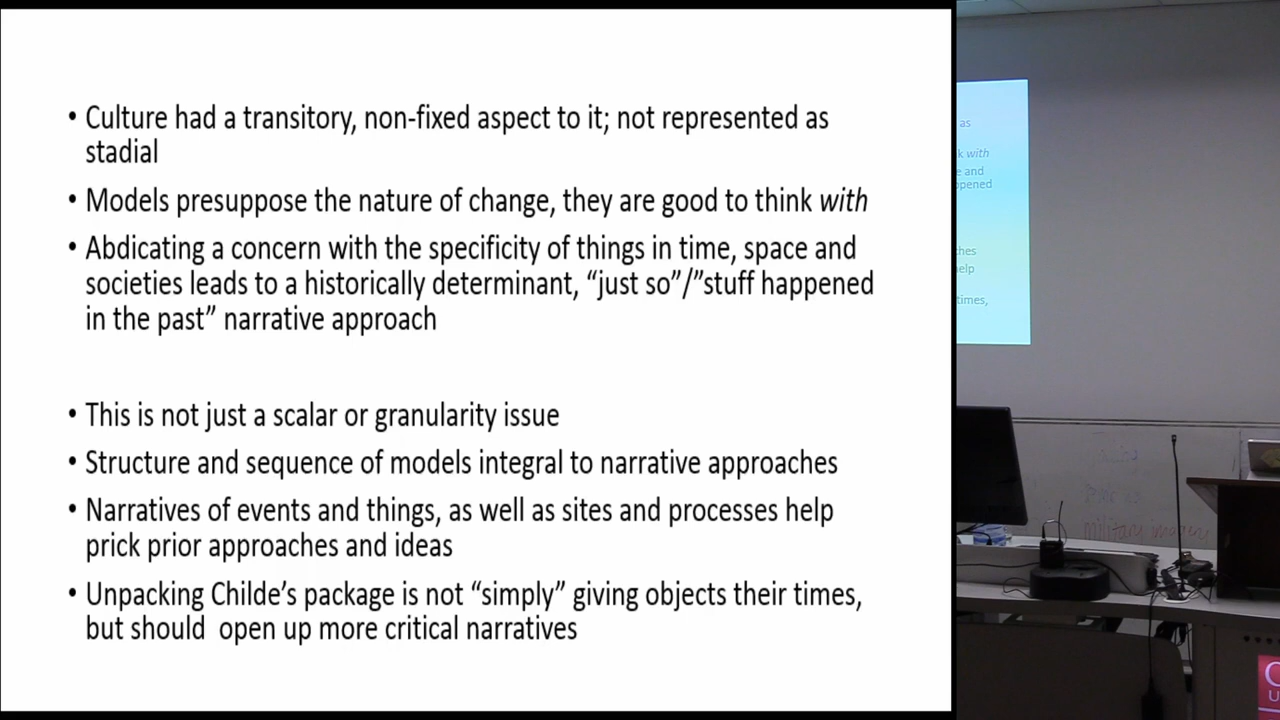 • Culture had a transitory, non-fixed aspect to it; not represented as
stadial
• Models presuppose the nature of change, they are good to think with
• Abdicating a concern with the specificity of things in time, space and
societies leads to a historically determinant, “just so”/”stuff happened
in the past” narrative approach
• This is not just a scalar or granularity issue
• Structure and sequence of models integral to narrative approaches
• Narratives of events and things, as well as sites and processes help
prick prior approaches and ideas
• Unpacking Childe’s package is not “simply” giving objects their times,
but should  open up more critical narratives
as
with
and
times,
military